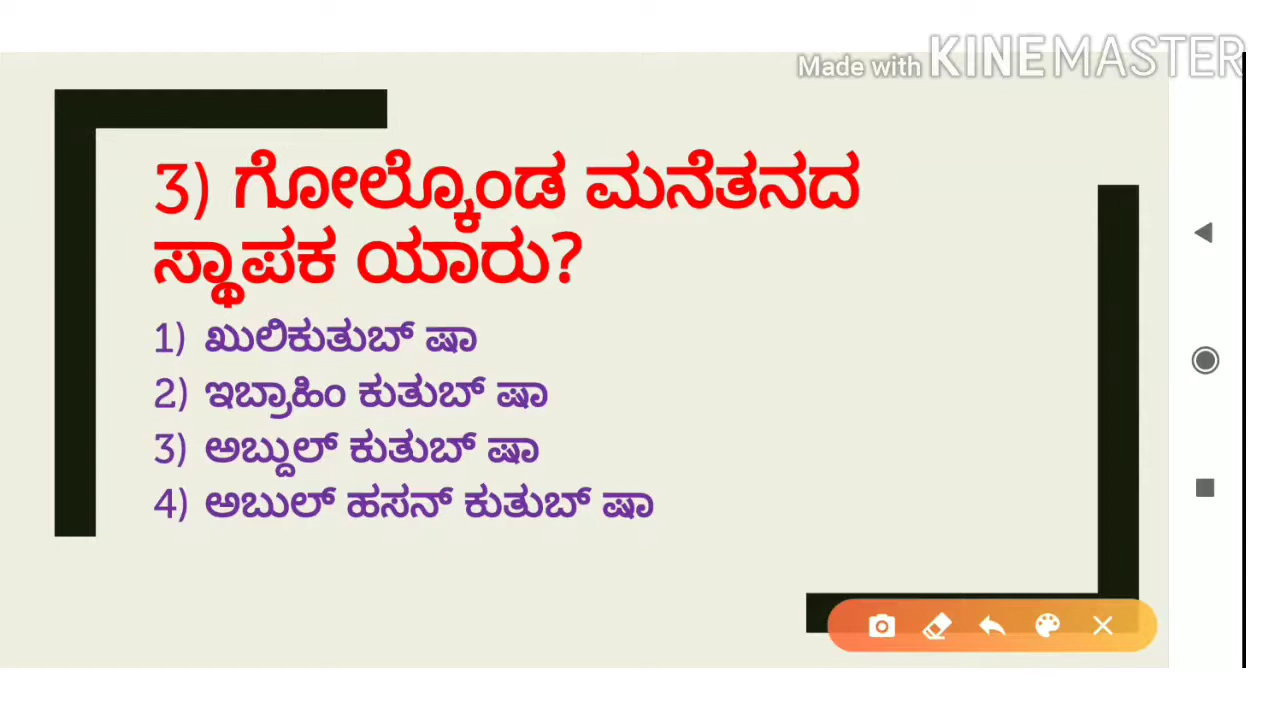 Made with KINEMASTER
3) ಗೋಲ್ಕೊಂಡ ಮನೆತನದ
ಸ್ಥಾಪಕ ಯಾರು?
1) ಖುಲಿಕುತುಬ್ ಷಾ
2) ಇಬ್ರಾಹಿಂ ಕುತುಬ್ ಷಾ
3) ಅಬ್ದುಲ್ ಕುತುಬ್ ಷಾ
4) ಅಬುಲ್ ಹಸನ್ ಕುತುಬ್ ಷಾ